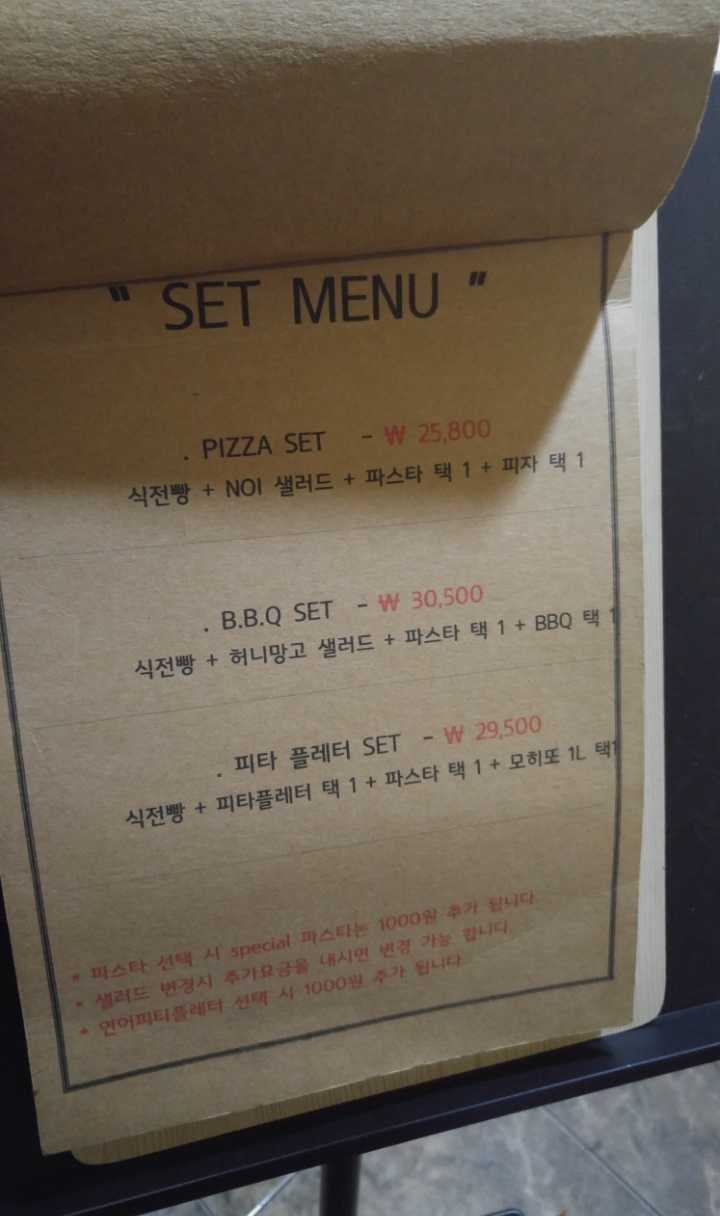 " SET MENU "
. PIZZA SET - ₩ 25,800
식전빵 + NOI 샐러드 + 파스타 택 1 + 피자 택 1
. B.B.Q SET - ₩ 30,500
식전빵 + 허니망고 샐러드 + 파스타 택 1 + BBQ 택 1
. 피타 플레터 SET - ₩ 29,500
식전빵 + 피타플레터 택 1 + 파스타 택 1 + 모히또 1L 택1
* 파스타 선택 시 special 파스타는 1000원 추가 됩니다.
* 샐러드 변경시 추가요금을 내시면 변경 가능 합니다.
* 연어피티플레터 선택 시 1000원 추가 됩니다.